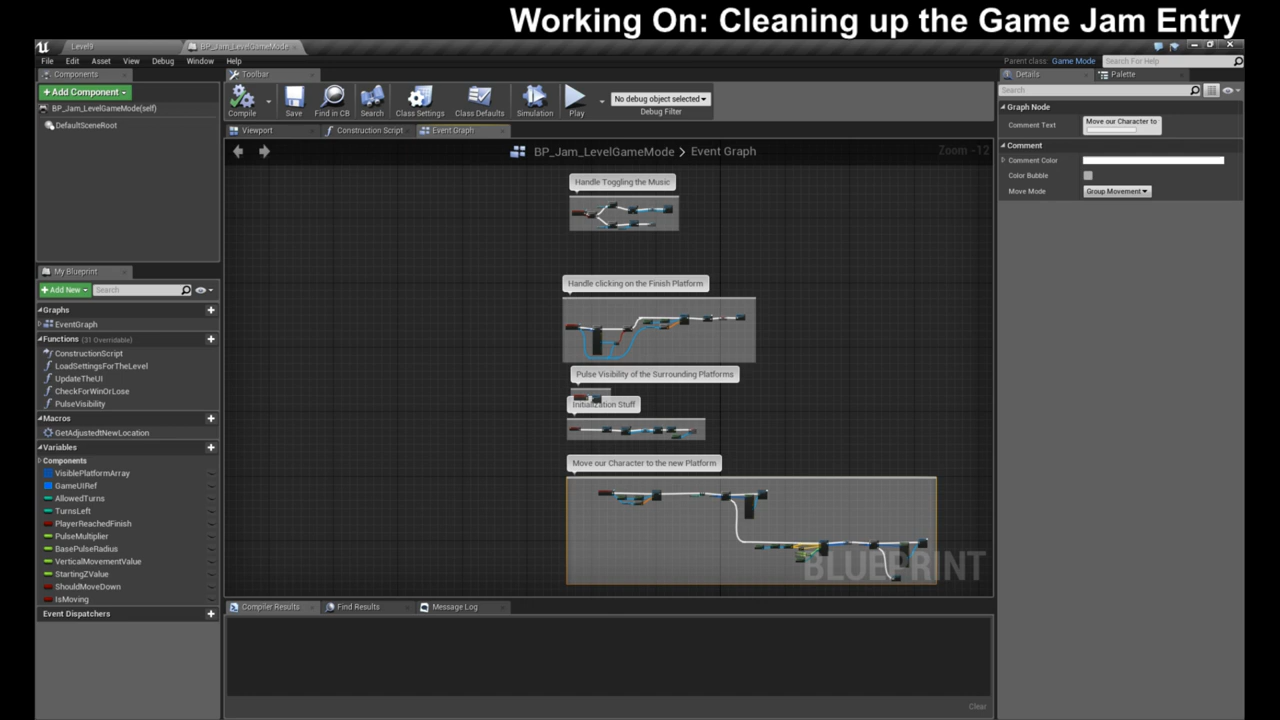 Working On: Cleaning up the Game Jam Entry
Level9
BP_Jam_LevelGameMode
File Edit Asset View Debug Window Help
Parent class: Game Mode
Search For Help
Components
Toolbar
Details
Palette
+Add Component
BP_Jam_LevelGameMode(self)
DefaultSceneRoot
Compile
Save
Find in CB
Search
Class Settings
Class Defaults
Simulation
Play
No debug object selected
Debug Filter
Search
Graph Node
Comment Text
Move our Character to
Comment
Comment Color
Color Bubble
Move Mode
Group Movement
Viewport
Construction Script
Event Graph
BP_Jam_LevelGameMode > Event Graph
Zoom -12
Handle Toggling the Music
Handle clicking on the Finish Platform
Pulse Visibility of the Surrounding Platforms
Initialization Stuff
Move our Character to the new Platform
BLUEPRINT
My Blueprint
+Add New
Search
Graphs
EventGraph
Functions (31 Overridable)
ConstructionScript
LoadSettingsForTheLevel
UpdateTheUI
CheckForWinOrLose
PulseVisibility
Macros
GetAdjustedtNewLocation
Variables
Components
VisiblePlatformArray
GameUIRef
AllowedTurns
TurnsLeft
PlayerReachedFinish
PulseMultiplier
BasePulseRadius
VerticalMovementValue
StartingZValue
ShouldMoveDown
IsMoving
Event Dispatchers
Compiler Results
Find Results
Message Log
Clear